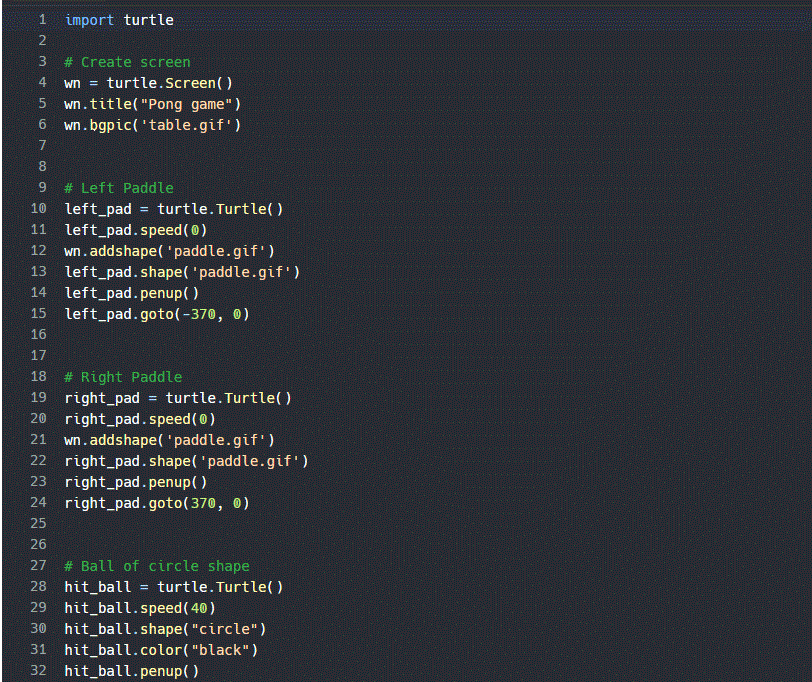 1 import turtle
2
3 # Create screen
4 wn = turtle.Screen()
5 wn.title("Pong game")
6 wn.bgpic('table.gif')
7
8
9 # Left Paddle
10 left_pad = turtle.Turtle()
11 left_pad.speed(0)
12 wn.addshape('paddle.gif')
13 left_pad.shape('paddle.gif')
14 left_pad.penup()
15 left_pad.goto(-370, 0)
16
17
18 # Right Paddle
19 right_pad = turtle.Turtle()
20 right_pad.speed(0)
21 wn.addshape('paddle.gif')
22 right_pad.shape('paddle.gif')
23 right_pad.penup()
24 right_pad.goto(370, 0)
25
26
27 # Ball of circle shape
28 hit_ball = turtle.Turtle()
29 hit_ball.speed(40)
30 hit_ball.shape("circle")
31 hit_ball.color("black")
32 hit_ball.penup()